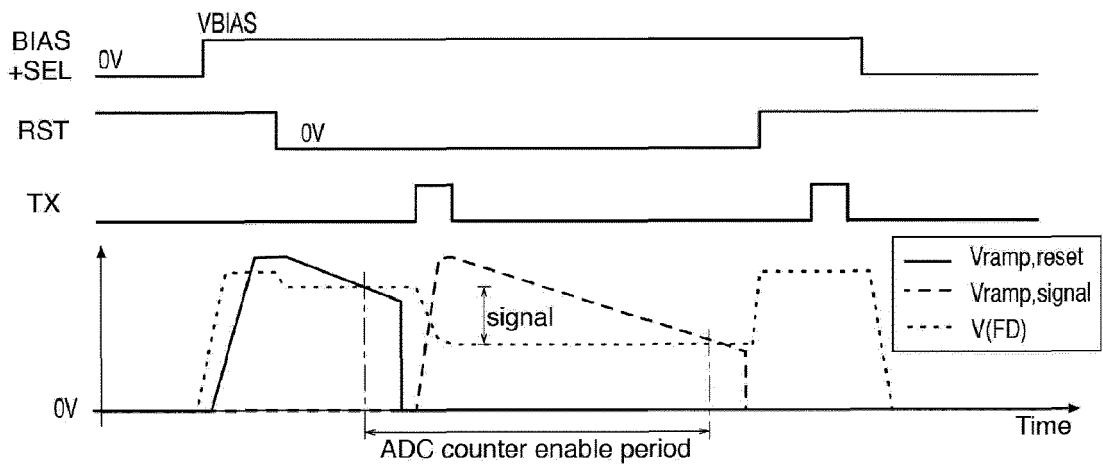 VBIAS
BIAS
+SEL
0V
RST
0V
TX
Vramp,reset
Vramp,signal
V(FD)
signal
0V
Time
ADC counter enable period